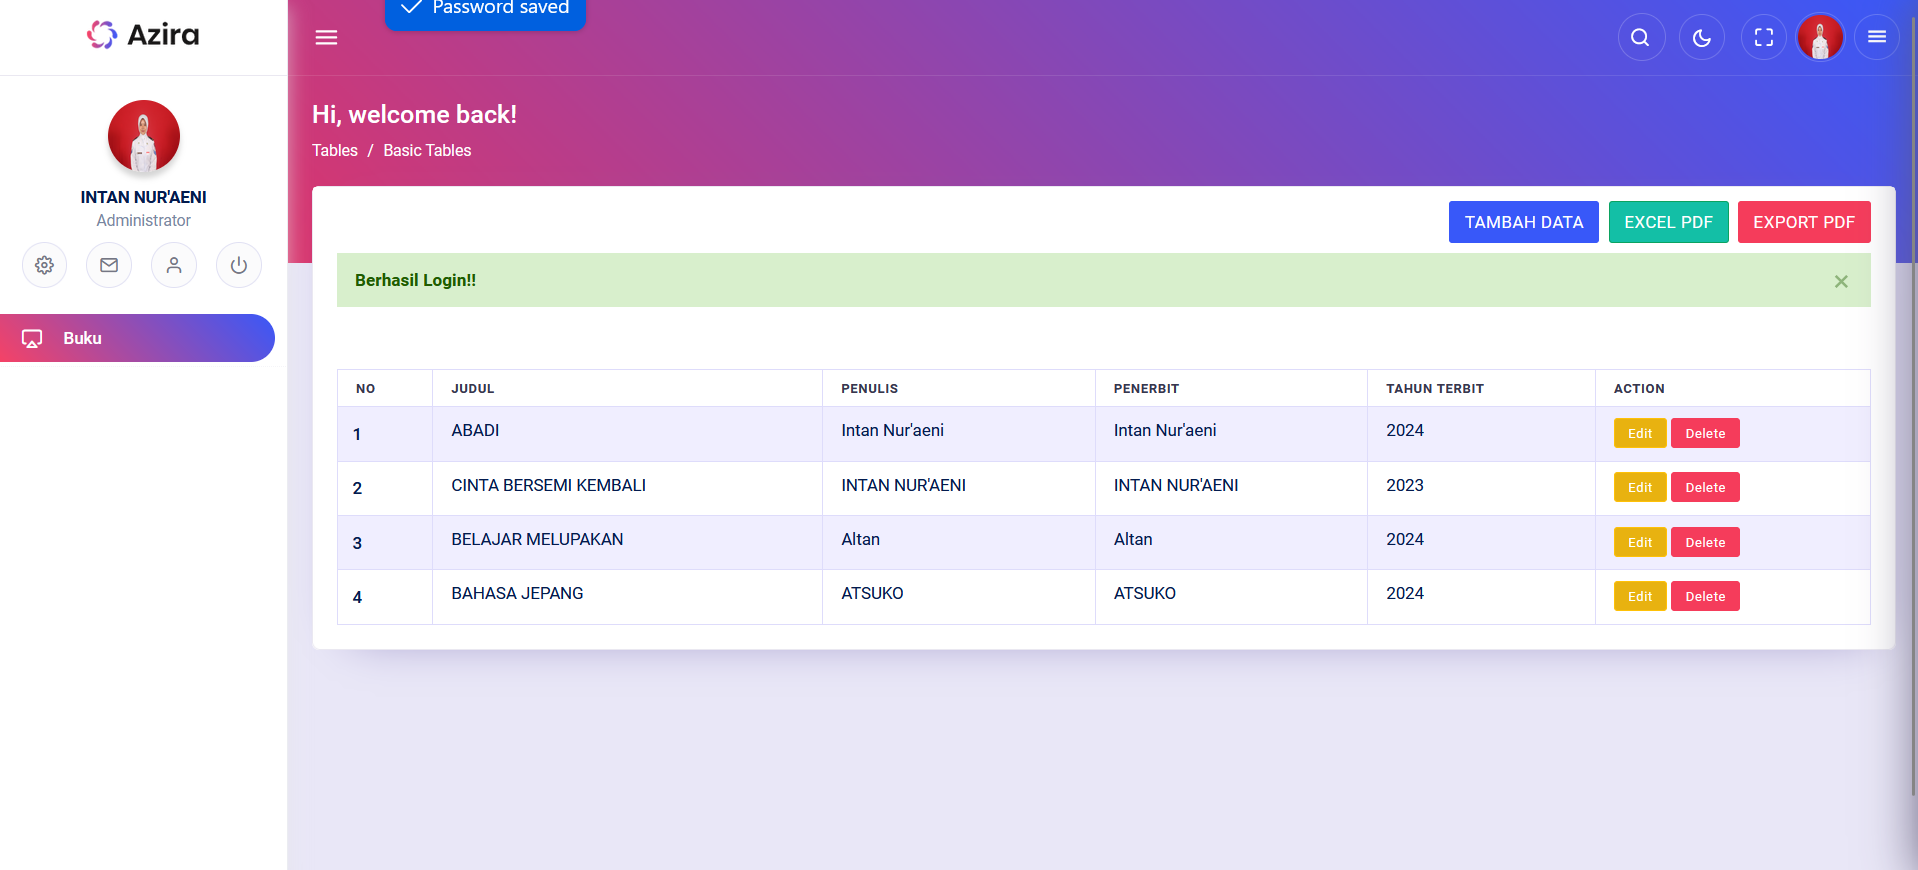 Password saved
Azira
Hi, welcome back!
Tables / Basic Tables
INTAN NUR'AENI
Administrator
Buku
TAMBAH DATA EXCEL PDF EXPORT PDF
Berhasil Login!! ×
NO JUDUL PENULIS PENERBIT TAHUN TERBIT ACTION
1 ABADI Intan Nur'aeni Intan Nur'aeni 2024 Edit Delete
2 CINTA BERSEMI KEMBALI INTAN NUR'AENI INTAN NUR'AENI 2023 Edit Delete
3 BELAJAR MELUPAKAN Altan Altan 2024 Edit Delete
4 BAHASA JEPANG ATSUKO ATSUKO 2024 Edit Delete